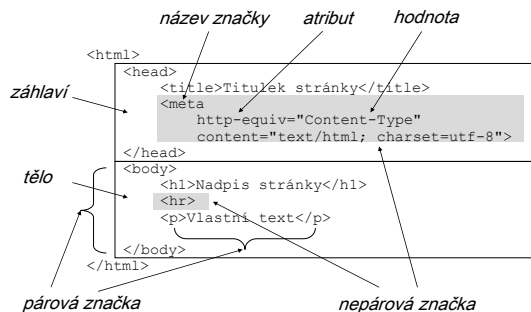 název značky atribut hodnota
<html>
<head>
<title>Titulek stránky</title>
záhlaví
<meta
http-equiv="Content-Type"
content="text/html; charset=utf-8">
</head>
<body>
tělo
<h1>Nadpis stránky</h1>
<hr>
<p>Vlastní text</p>
</body>
</html>
párová značka nepárová značka